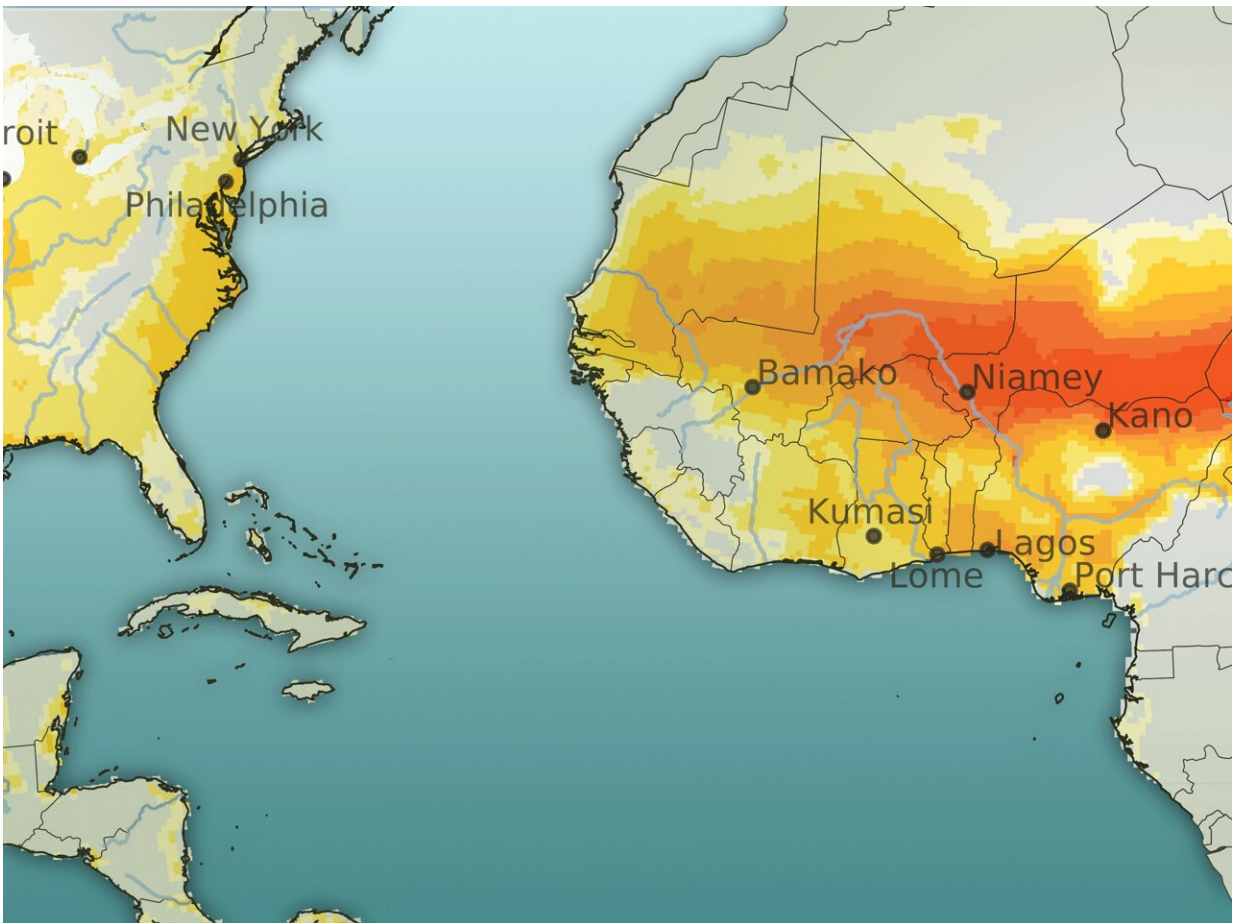 New York
roit
Philadelphia
Bamako
Niamey
Kano
Kumasi
Lagos
Lome
Port Harc